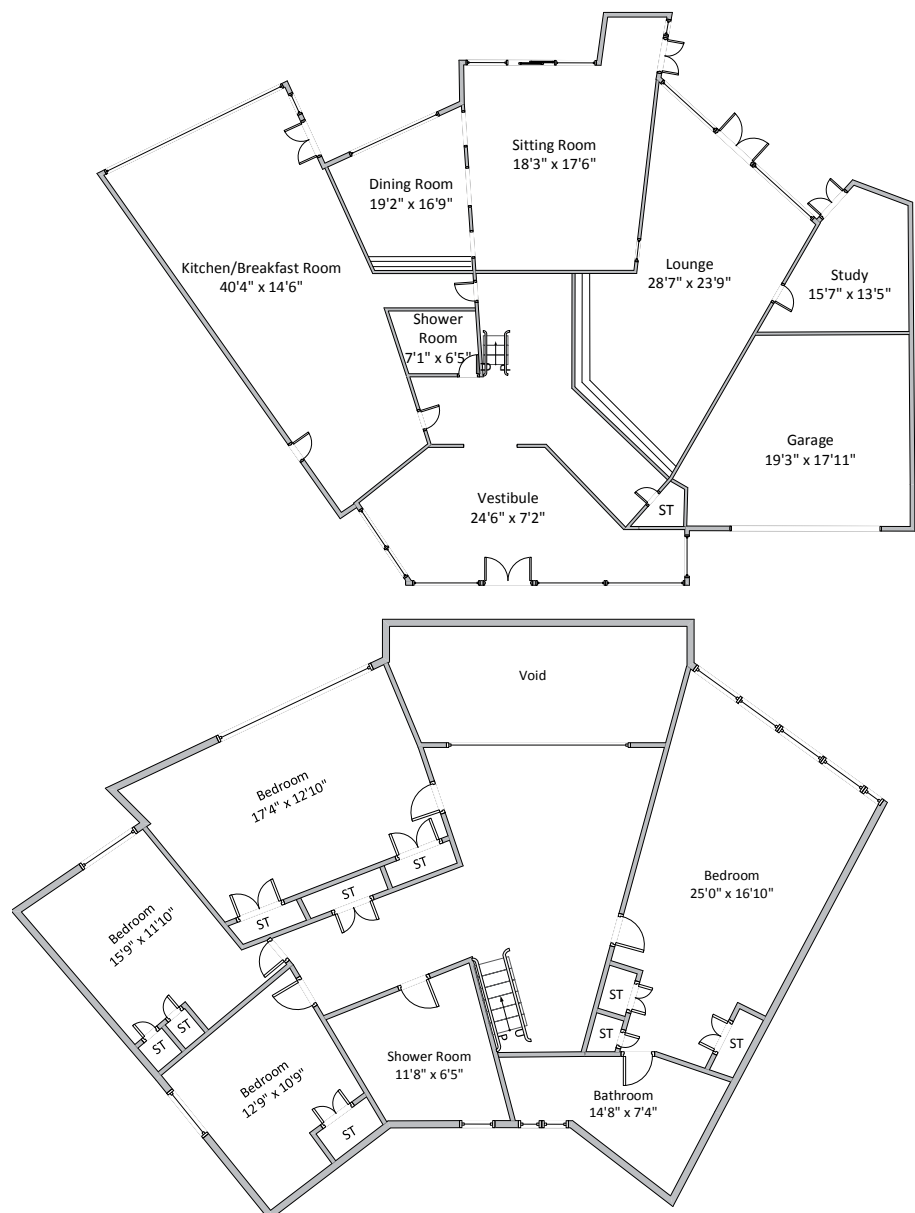 Sitting Room
18'3" x 17'6"
Dining Room
19'2" x 16'9"
Kitchen/Breakfast Room
40'4" x 14'6"
Lounge
28'7" x 23'9"
Study
15'7" x 13'5"
Shower
Room
7'1" x 6'5"
Garage
19'3" x 17'11"
Vestibule
24'6" x 7'2"
ST
Void
Bedroom
17'4" x 12'10"
ST
ST
ST
Bedroom
25'0" x 16'10"
Bedroom
15'9" x 11'10"
ST
ST
ST
ST
ST
Shower Room
11'8" x 6'5"
Bedroom
12'9" x 10'9"
ST
Bathroom
14'8" x 7'4"